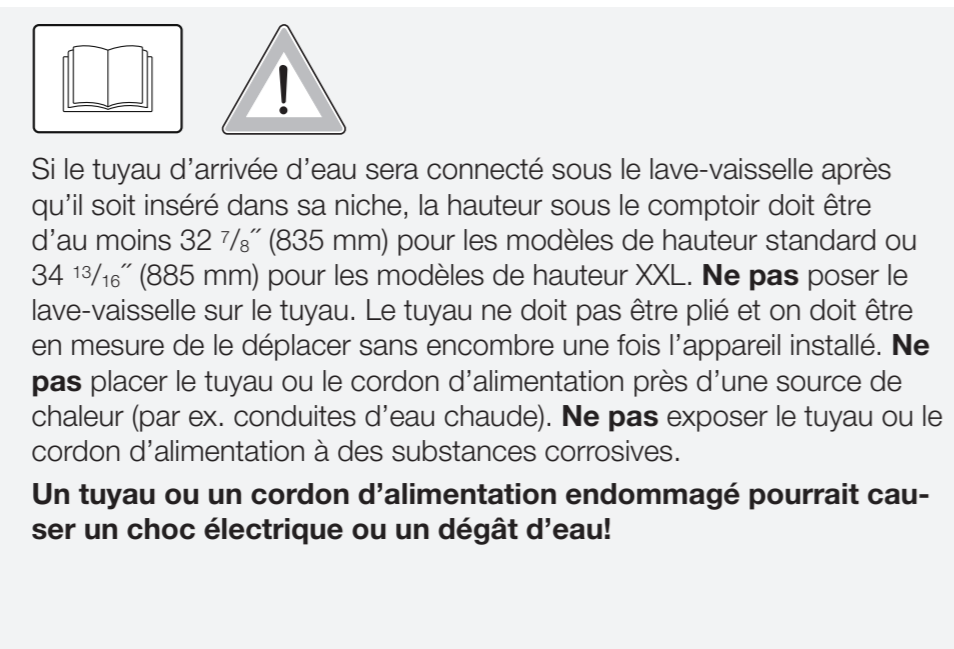 Si le tuyau d’arrivée d’eau sera connecté sous le lave-vaisselle après
qu’il soit inséré dans sa niche, la hauteur sous le comptoir doit être
d’au moins 32 ⁷/₈˝ (835 mm) pour les modèles de hauteur standard ou
34 ¹³/₁₆˝ (885 mm) pour les modèles de hauteur XXL. Ne pas poser le
lave-vaisselle sur le tuyau. Le tuyau ne doit pas être plié et on doit être
en mesure de le déplacer sans encombre une fois l’appareil installé. Ne
pas placer le tuyau ou le cordon d’alimentation près d’une source de
chaleur (par ex. conduites d’eau chaude). Ne pas exposer le tuyau ou le
cordon d’alimentation à des substances corrosives.
Un tuyau ou un cordon d’alimentation endommagé pourrait cau-
ser un choc électrique ou un dégât d’eau!